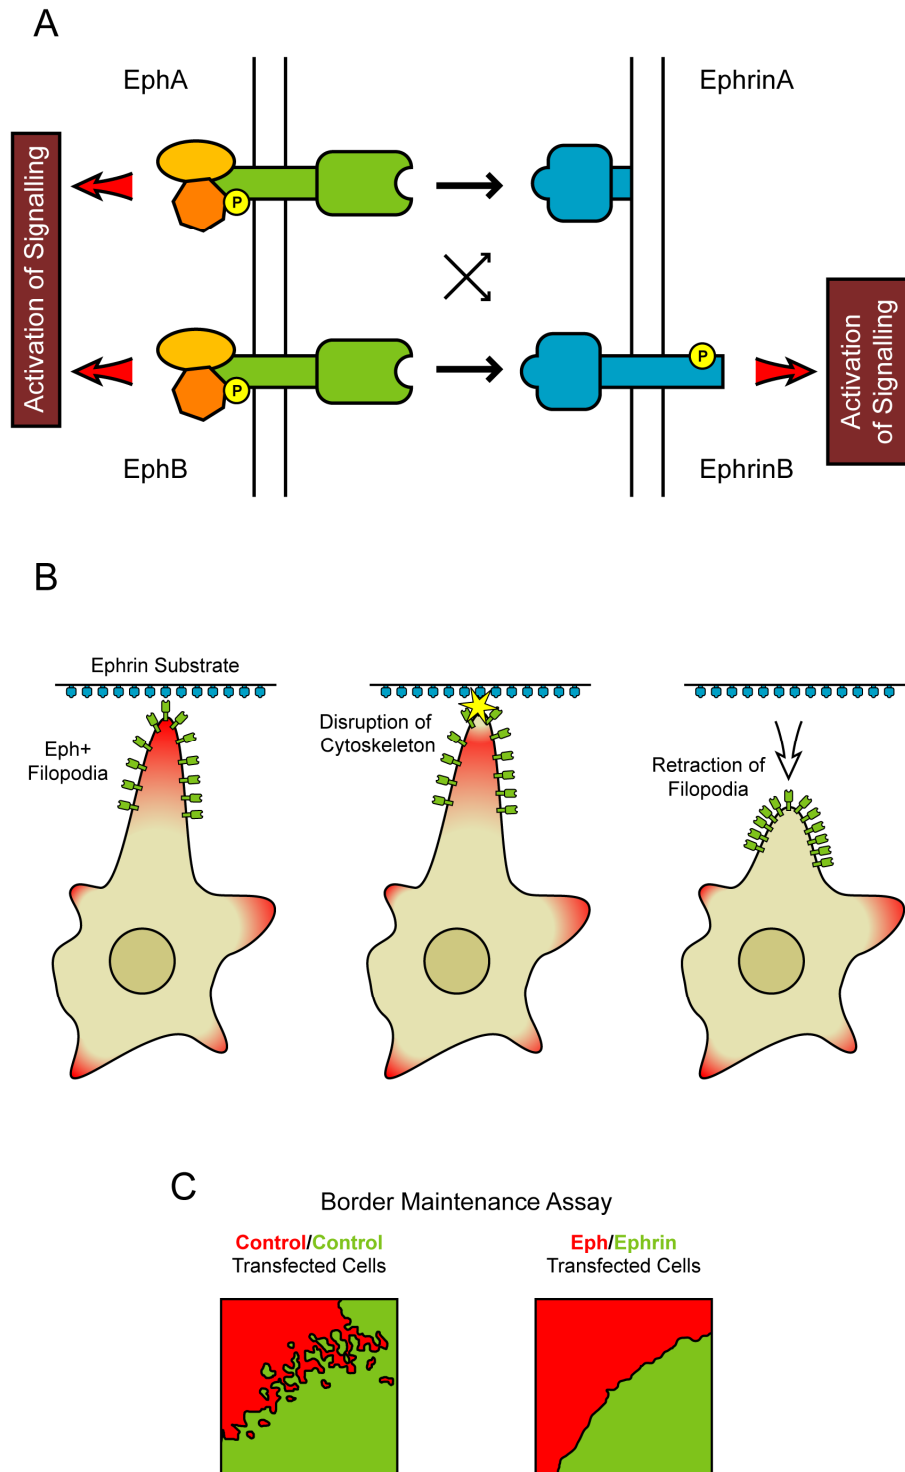 A
EphA
EphrinA
Activation of Signalling
P
P
P
Activation
of Signalling
EphB
EphrinB
B
Ephrin Substrate
Eph+
Filopodia
Disruption of
Cytoskeleton
Retraction of
Filopodia
C
Border Maintenance Assay
Control/Control
Transfected Cells
Eph/Ephrin
Transfected Cells